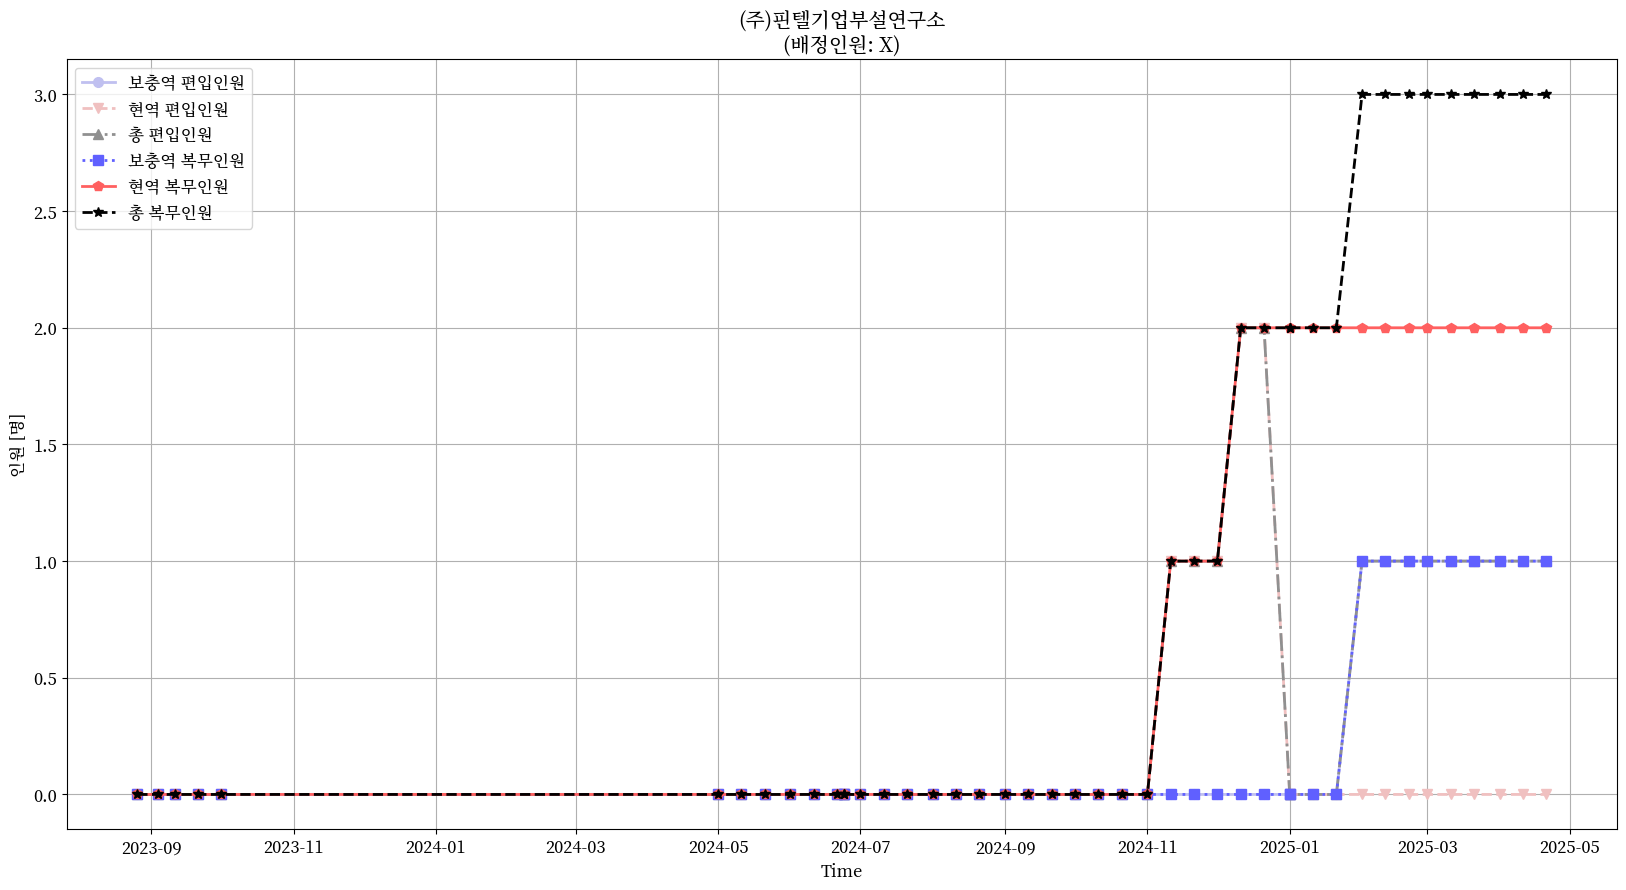 (주)핀텔기업부설연구소
(배정인원: X)
보충역 편입인원
현역 편입인원
총 편입인원
보충역 복무인원
현역 복무인원
총 복무인원
3.0
2.5
2.0
1.5
1.0
0.5
0.0
인원 [명]
2023-09
2023-11
2024-01
2024-03
2024-05
2024-07
2024-09
2024-11
2025-01
2025-03
2025-05
Time